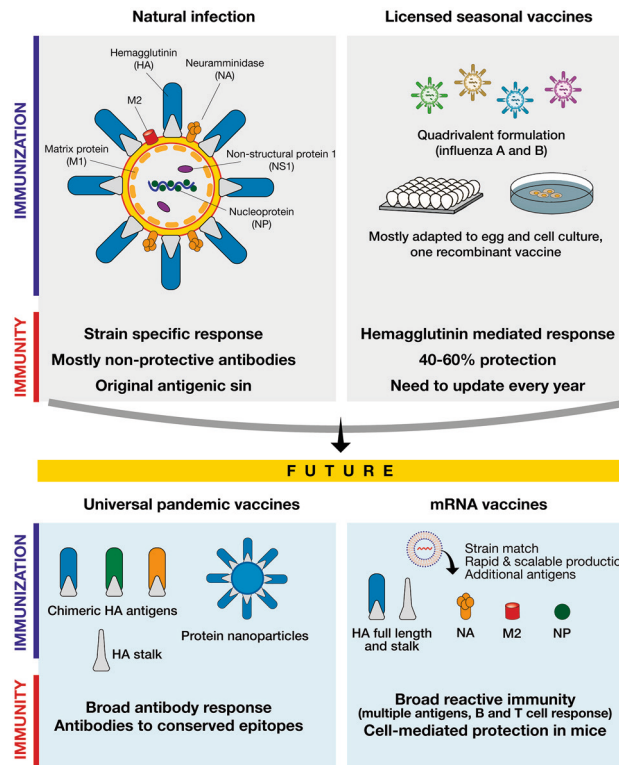 Natural infection
Hemagglutinin
(HA)
Neuramminidase
(NA)
M2
Matrix protein
(M1)
Non-structural protein 1
(NS1)
Nucleoprotein
(NP)
IMMUNIZATION
Strain specific response
Mostly non-protective antibodies
Original antigenic sin
IMMUNITY
Licensed seasonal vaccines
Quadrivalent formulation
(influenza A and B)
Mostly adapted to egg and cell culture,
one recombinant vaccine
Hemagglutinin mediated response
40-60% protection
Need to update every year
FUTURE
Universal pandemic vaccines
IMMUNIZATION
Chimeric HA antigens
Protein nanoparticles
HA stalk
IMMUNITY
Broad antibody response
Antibodies to conserved epitopes
mRNA vaccines
Strain match
Rapid & scalable production
Additional antigens
HA full length
and stalk
NA
M2
NP
Broad reactive immunity
(multiple antigens, B and T cell response)
Cell-mediated protection in mice